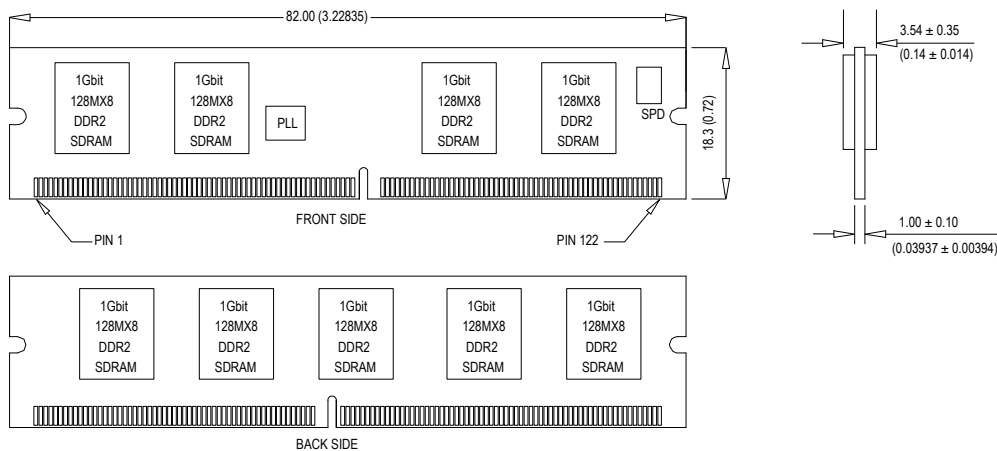 82.00 (3.22835)
3.54 ± 0.35
(0.14 ± 0.014)
1Gbit
128MX8
DDR2
SDRAM
1Gbit
128MX8
DDR2
SDRAM
PLL
1Gbit
128MX8
DDR2
SDRAM
1Gbit
128MX8
DDR2
SDRAM
SPD
18.3 (0.72)
FRONT SIDE
PIN 1
PIN 122
1.00 ± 0.10
(0.03937 ± 0.00394)
1Gbit
128MX8
DDR2
SDRAM
1Gbit
128MX8
DDR2
SDRAM
1Gbit
128MX8
DDR2
SDRAM
1Gbit
128MX8
DDR2
SDRAM
1Gbit
128MX8
DDR2
SDRAM
BACK SIDE